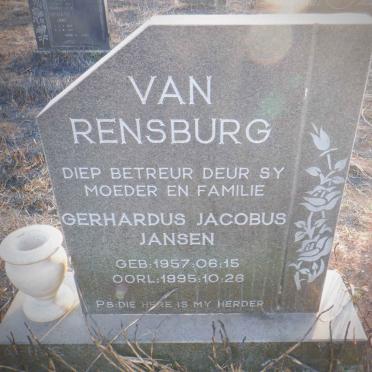 VAN
RENSBURG
DIEP BETREUR DEUR SY
MOEDER EN FAMILIE
GERHARDUS JACOBUS
JANSEN
GEB:1957:06:15
OORL:1995:10:26
PS:DIE HERE IS MY HERDER